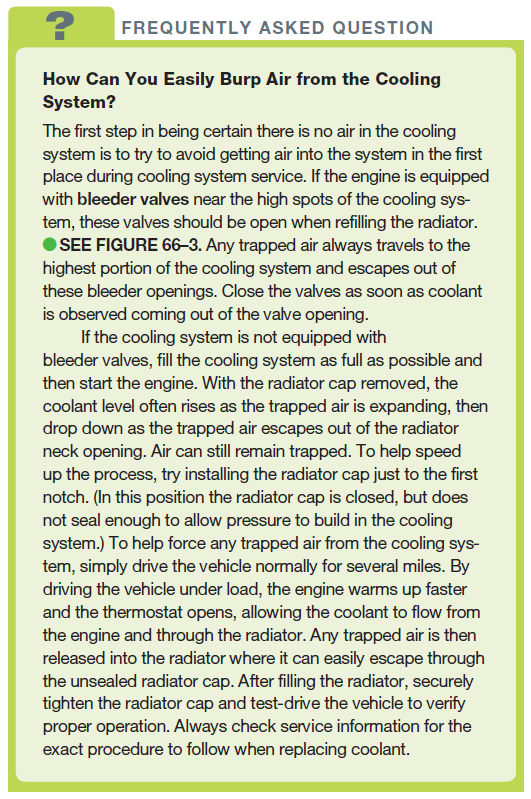 ?
FREQUENTLY ASKED QUESTION
How Can You Easily Burp Air from the Cooling
System?
The first step in being certain there is no air in the cooling
system is to try to avoid getting air into the system in the first
place during cooling system service. If the engine is equipped
with bleeder valves near the high spots of the cooling sys-
tem, these valves should be open when refilling the radiator.
SEE FIGURE 66–3. Any trapped air always travels to the
highest portion of the cooling system and escapes out of
these bleeder openings. Close the valves as soon as coolant
is observed coming out of the valve opening.
If the cooling system is not equipped with
bleeder valves, fill the cooling system as full as possible and
then start the engine. With the radiator cap removed, the
coolant level often rises as the trapped air is expanding, then
drop down as the trapped air escapes out of the radiator
neck opening. Air can still remain trapped. To help speed
up the process, try installing the radiator cap just to the first
notch. (In this position the radiator cap is closed, but does
not seal enough to allow pressure to build in the cooling
system.) To help force any trapped air from the cooling sys-
tem, simply drive the vehicle normally for several miles. By
driving the vehicle under load, the engine warms up faster
and the thermostat opens, allowing the coolant to flow from
the engine and through the radiator. Any trapped air is then
released into the radiator where it can easily escape through
the unsealed radiator cap. After filling the radiator, securely
tighten the radiator cap and test-drive the vehicle to verify
proper operation. Always check service information for the
exact procedure to follow when replacing coolant.